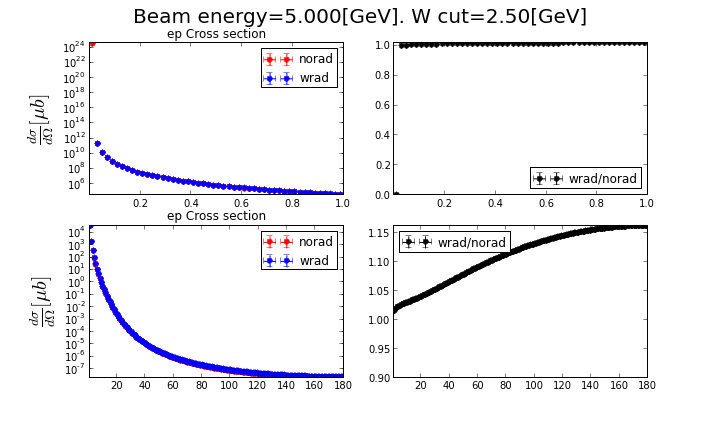 Beam energy=5.000[GeV]. W cut=2.50[GeV]
ep Cross section
dσ/dΩ [μb]
10^24
10^22
10^20
10^18
10^16
10^14
10^12
10^10
10^8
10^6
norad
wrad
0.2 0.4 0.6 0.8 1.0
1.0
0.8
0.6
0.4
0.2
0.0
wrad/norad
0.2 0.4 0.6 0.8 1.0
ep Cross section
dσ/dΩ [μb]
10^4
10^3
10^2
10^1
10^0
10^-1
10^-2
10^-3
10^-4
10^-5
10^-6
10^-7
norad
wrad
20 40 60 80 100 120 140 160 180
1.15
1.10
1.05
1.00
0.95
0.90
wrad/norad
20 40 60 80 100 120 140 160 180